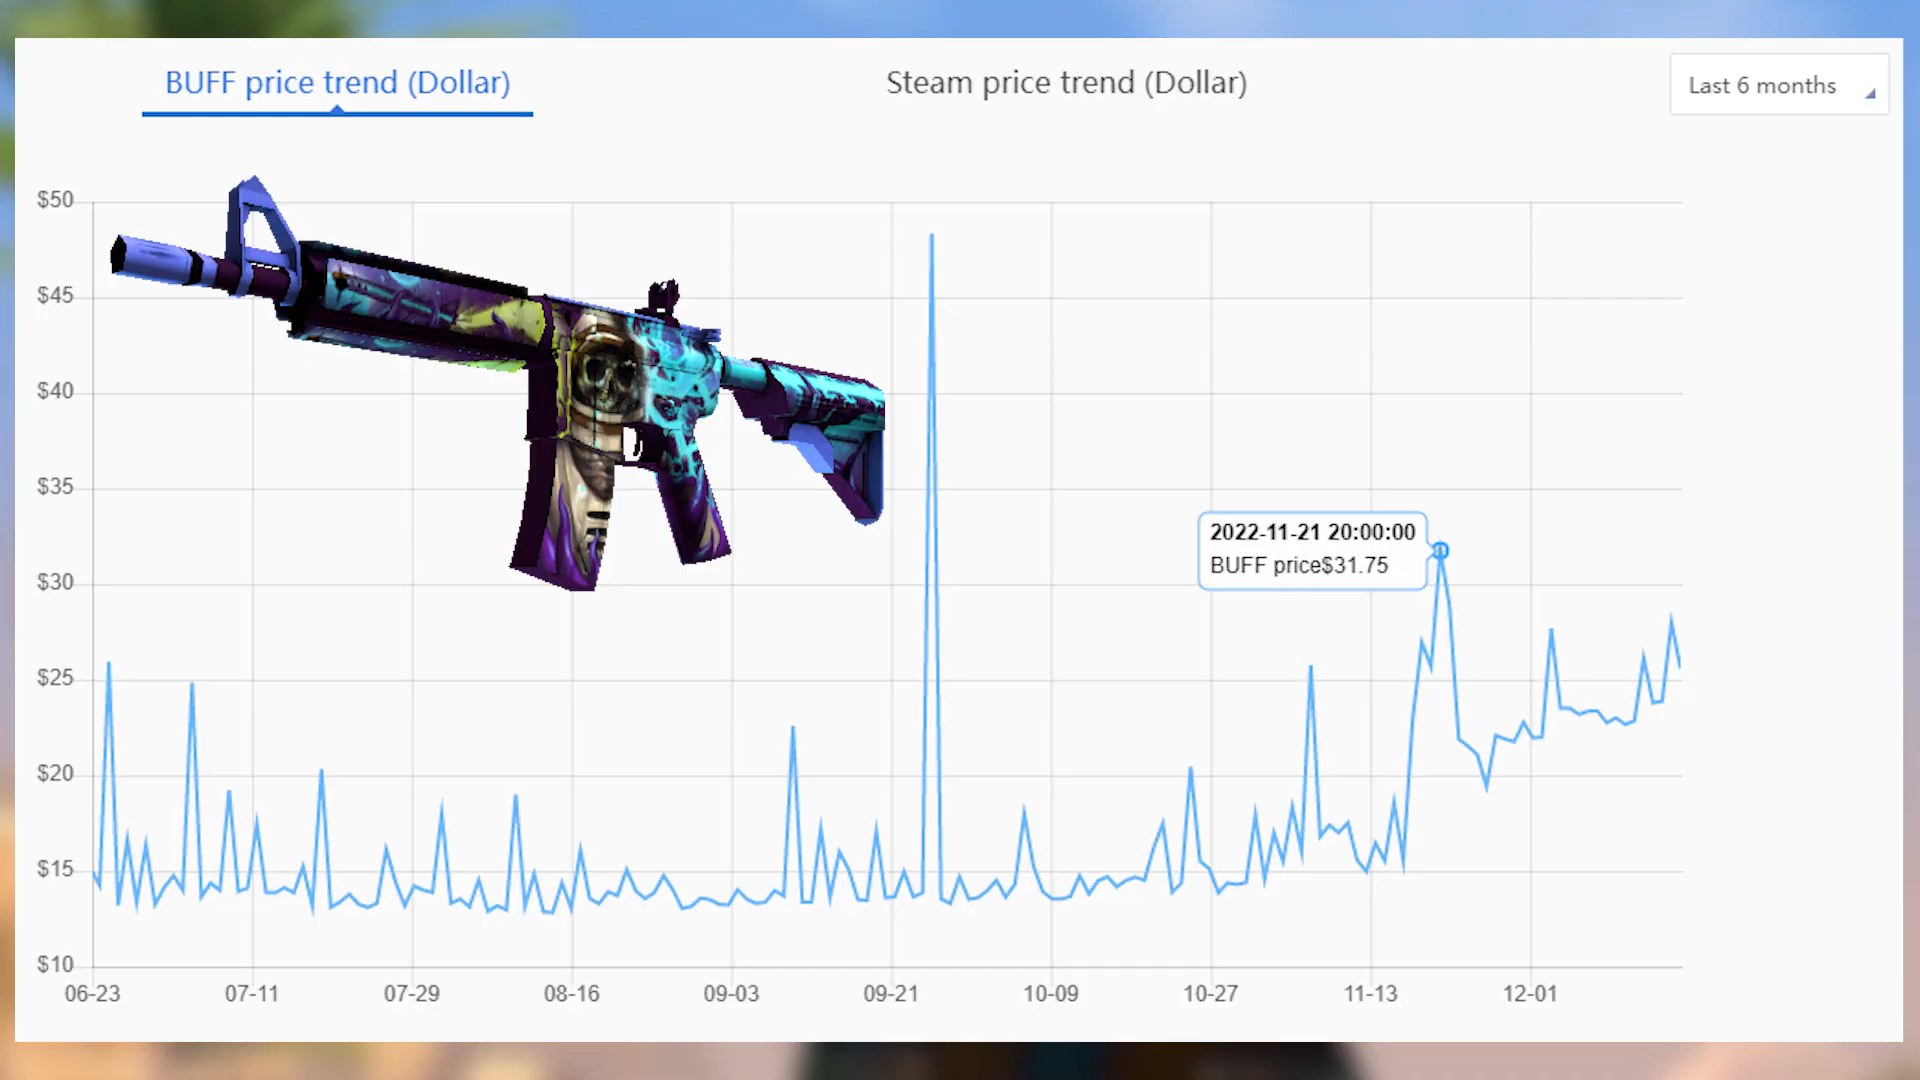 BUFF price trend (Dollar)
Steam price trend (Dollar)
Last 6 months
$50
$45
$40
$35
2022-11-21 20:00:00
BUFF price$31.75
$30
$25
$20
$15
$10
06-23 07-11 07-29 08-16 09-03 09-21 10-09 10-27 11-13 12-01